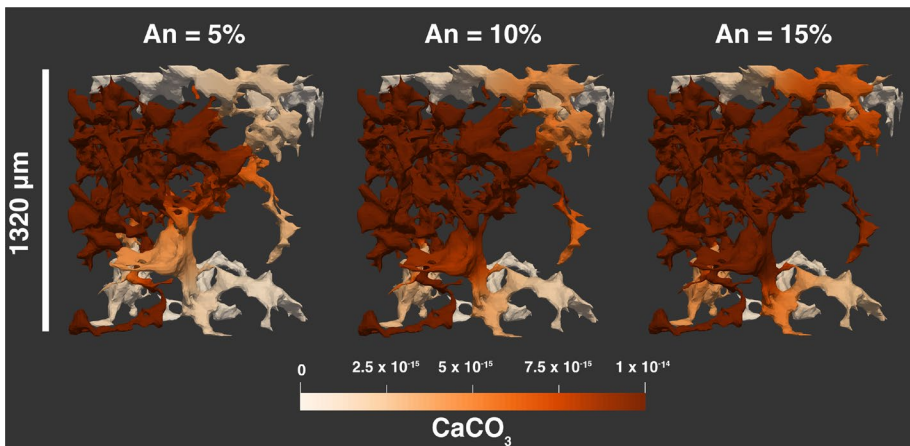 An = 5% An = 10% An = 15%
1320 μm
0 2.5 x 10⁻¹⁵ 5 x 10⁻¹⁵ 7.5 x 10⁻¹⁵ 1 x 10⁻¹⁴
CaCO₃